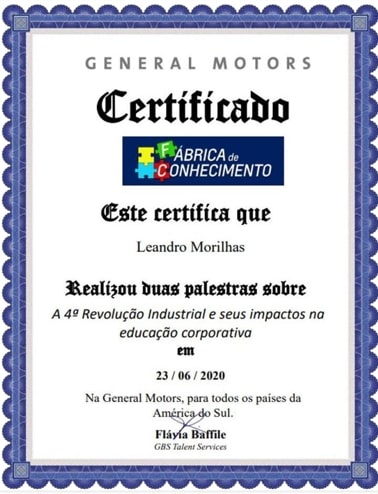 GENERAL MOTORS
Certificado
FÁBRICA de
CONHECIMENTO
Este certifica que
Leandro Morilhas
Realizou duas palestras sobre
A 4ª Revolução Industrial e seus impactos na
educação corporativa
em
23 / 06 / 2020
Na General Motors, para todos os países da
América do Sul.
Flávia Baffile
GBS Talent Services